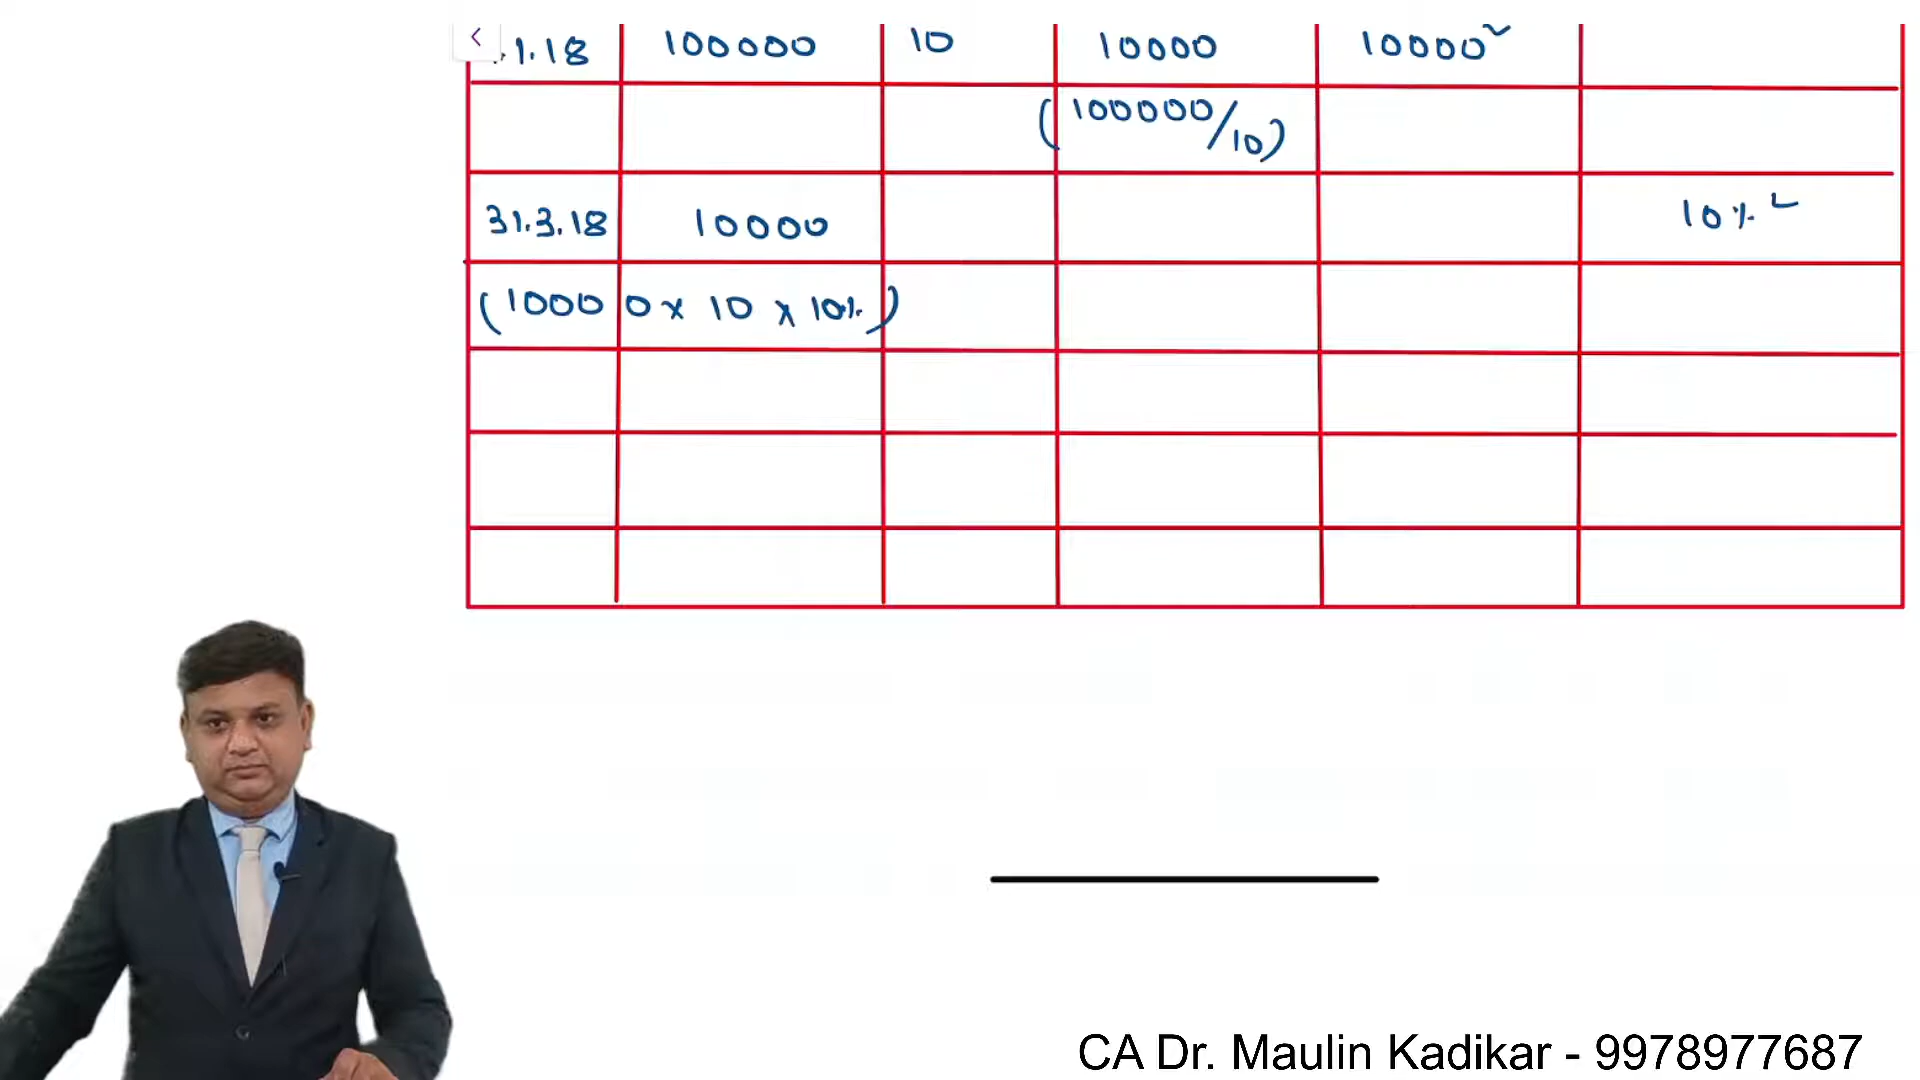 .1.18 100000 10 10000 10000
(100000/10)
31.3.18 10000 10%
(10000 x 10 x 10%)
CA Dr. Maulin Kadikar - 9978977687